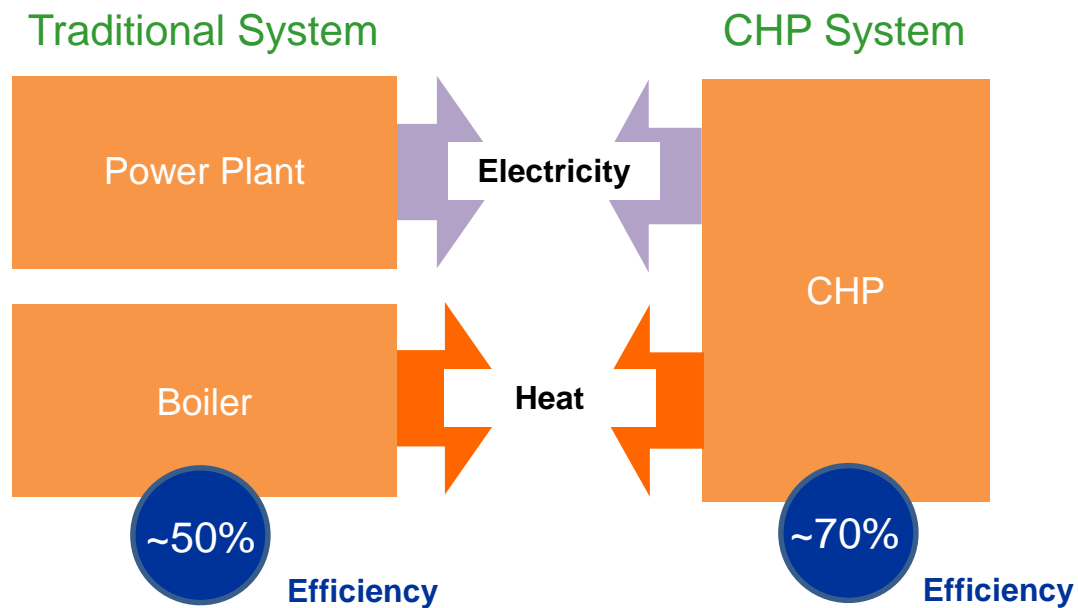 Traditional System
CHP System
Power Plant
Electricity
CHP
Boiler
Heat
~50%
Efficiency
~70%
Efficiency